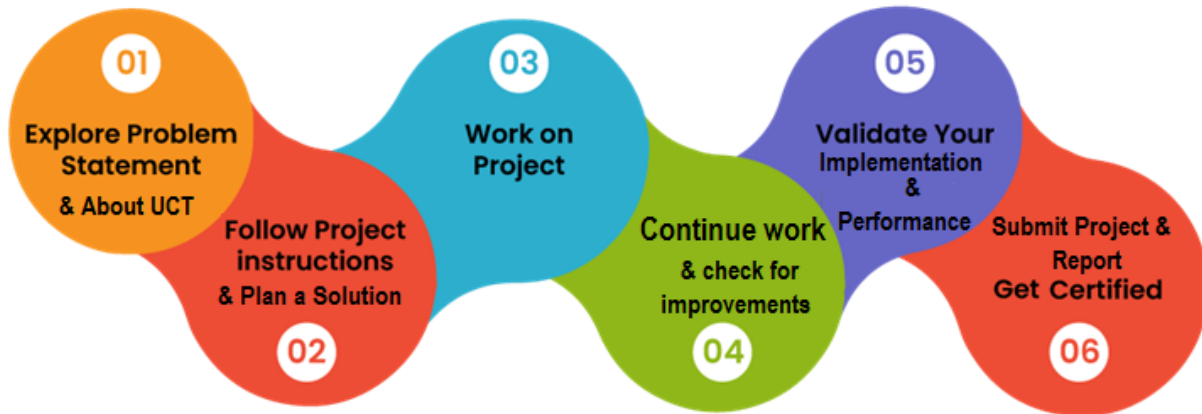 01
Explore Problem
Statement
& About UCT
Follow Project
instructions
& Plan a Solution
02
03
Work on
Project
Continue work
& check for
improvements
04
05
Validate Your
Implementation
&
Performance
Submit Project &
Report
Get Certified
06